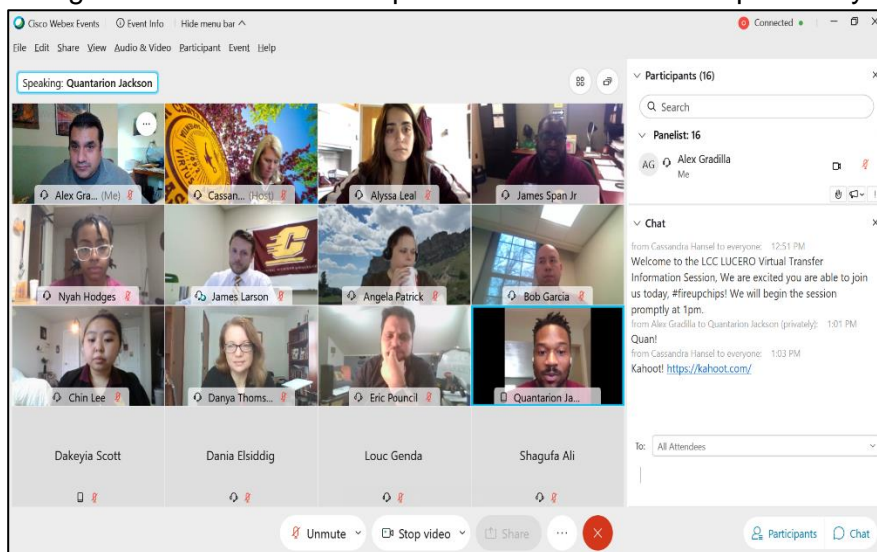 Cisco Webex Events Event Info Hide menu bar ^ Connected
File Edit Share View Audio & Video Participant Event Help
Speaking: Quantarion Jackson
Alex Gra... (Me)
Cassan... (Host)
Alyssa Leal
James Span Jr
Nyah Hodges
James Larson
Angela Patrick
Bob Garcia
Chin Lee
Danya Thoms...
Eric Pouncil
Quantarion Ja...
Dakeyia Scott
Dania Elsiddig
Louc Genda
Shagufa Ali
Unmute
Stop video
Share
Participants (16)
Search
Panelist: 16
AG Alex Gradilla
Me
Chat
from Cassandra Hansel to everyone: 12:51 PM
Welcome to the LCC LUCERO Virtual Transfer
Information Session, We are excited you are able to join
us today, #fireupchips! We will begin the session
promptly at 1pm.
from Alex Gradilla to Quantarion Jackson (privately): 1:01 PM
Quan!
from Cassandra Hansel to everyone: 1:03 PM
Kahoot! https://kahoot.com/
To: All Attendees
Participants Chat